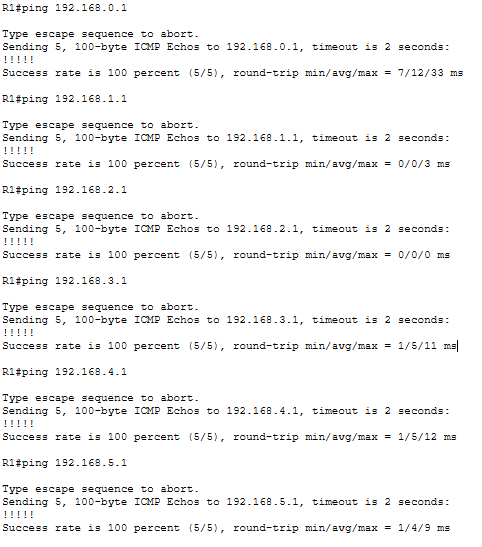 R1#ping 192.168.0.1
Type escape sequence to abort.
Sending 5, 100-byte ICMP Echos to 192.168.0.1, timeout is 2 seconds:
!!!!!
Success rate is 100 percent (5/5), round-trip min/avg/max = 7/12/33 ms
R1#ping 192.168.1.1
Type escape sequence to abort.
Sending 5, 100-byte ICMP Echos to 192.168.1.1, timeout is 2 seconds:
!!!!!
Success rate is 100 percent (5/5), round-trip min/avg/max = 0/0/3 ms
R1#ping 192.168.2.1
Type escape sequence to abort.
Sending 5, 100-byte ICMP Echos to 192.168.2.1, timeout is 2 seconds:
!!!!!
Success rate is 100 percent (5/5), round-trip min/avg/max = 0/0/0 ms
R1#ping 192.168.3.1
Type escape sequence to abort.
Sending 5, 100-byte ICMP Echos to 192.168.3.1, timeout is 2 seconds:
!!!!!
Success rate is 100 percent (5/5), round-trip min/avg/max = 1/5/11 ms
R1#ping 192.168.4.1
Type escape sequence to abort.
Sending 5, 100-byte ICMP Echos to 192.168.4.1, timeout is 2 seconds:
!!!!!
Success rate is 100 percent (5/5), round-trip min/avg/max = 1/5/12 ms
R1#ping 192.168.5.1
Type escape sequence to abort.
Sending 5, 100-byte ICMP Echos to 192.168.5.1, timeout is 2 seconds:
!!!!!
Success rate is 100 percent (5/5), round-trip min/avg/max = 1/4/9 ms